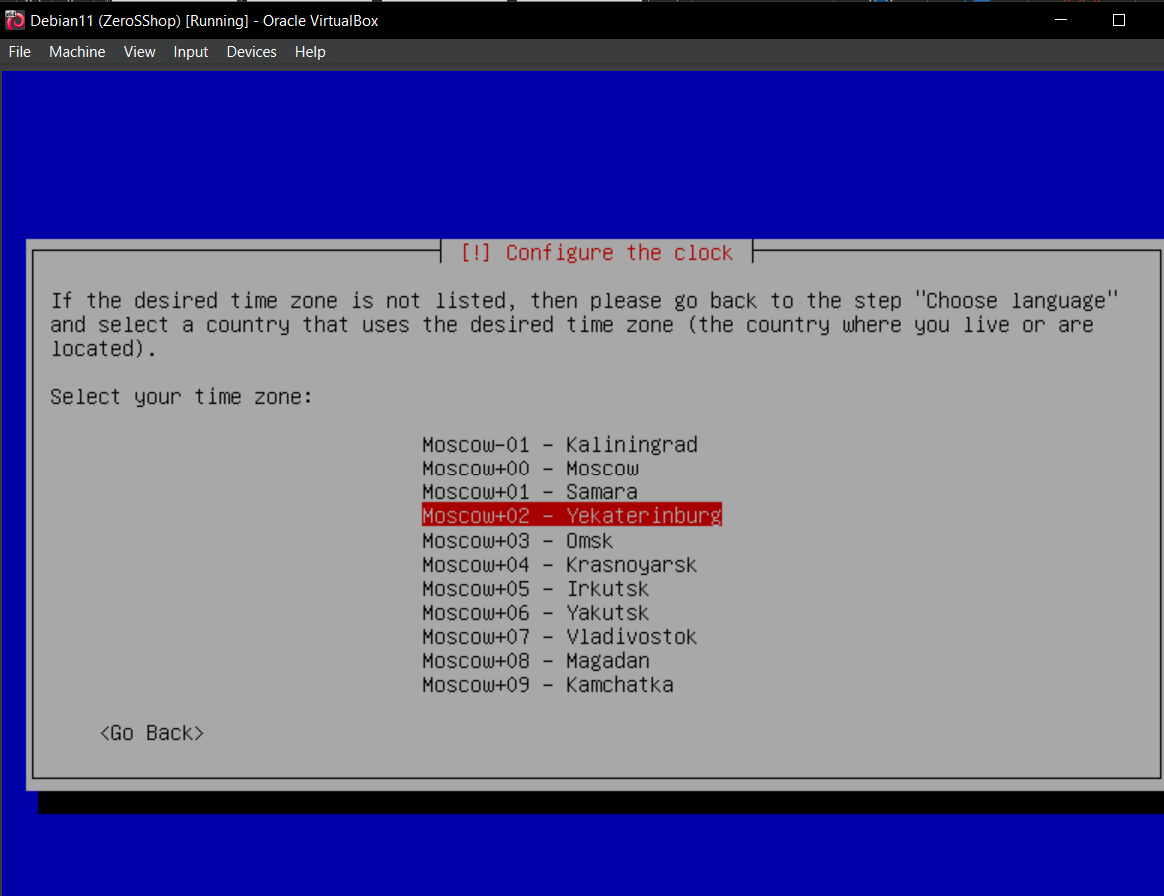 Debian11 (ZeroSShop) [Running] - Oracle VirtualBox
File Machine View Input Devices Help
[!] Configure the clock
If the desired time zone is not listed, then please go back to the step "Choose language"
and select a country that uses the desired time zone (the country where you live or are
located).
Select your time zone:
Moscow-01 - Kaliningrad
Moscow+00 - Moscow
Moscow+01 - Samara
Moscow+02 - Yekaterinburg
Moscow+03 - Omsk
Moscow+04 - Krasnoyarsk
Moscow+05 - Irkutsk
Moscow+06 - Yakutsk
Moscow+07 - Vladivostok
Moscow+08 - Magadan
Moscow+09 - Kamchatka
<Go Back>